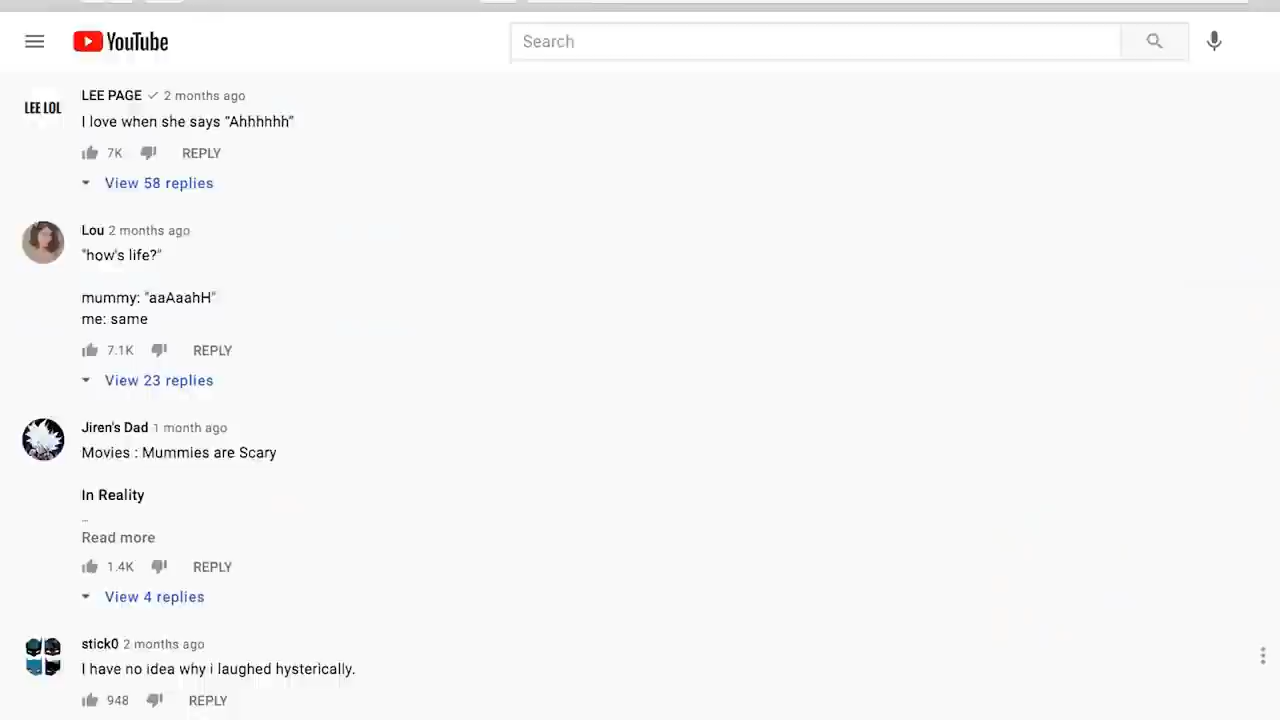 YouTube
Search
LEE LOL
LEE PAGE 2 months ago
I love when she says "Ahhhhhh"
7K REPLY
View 58 replies
Lou 2 months ago
"how's life?"
mummy: "aaAaahH"
me: same
7.1K REPLY
View 23 replies
Jiren's Dad 1 month ago
Movies : Mummies are Scary
In Reality
...
Read more
1.4K REPLY
View 4 replies
stick0 2 months ago
I have no idea why i laughed hysterically.
948 REPLY